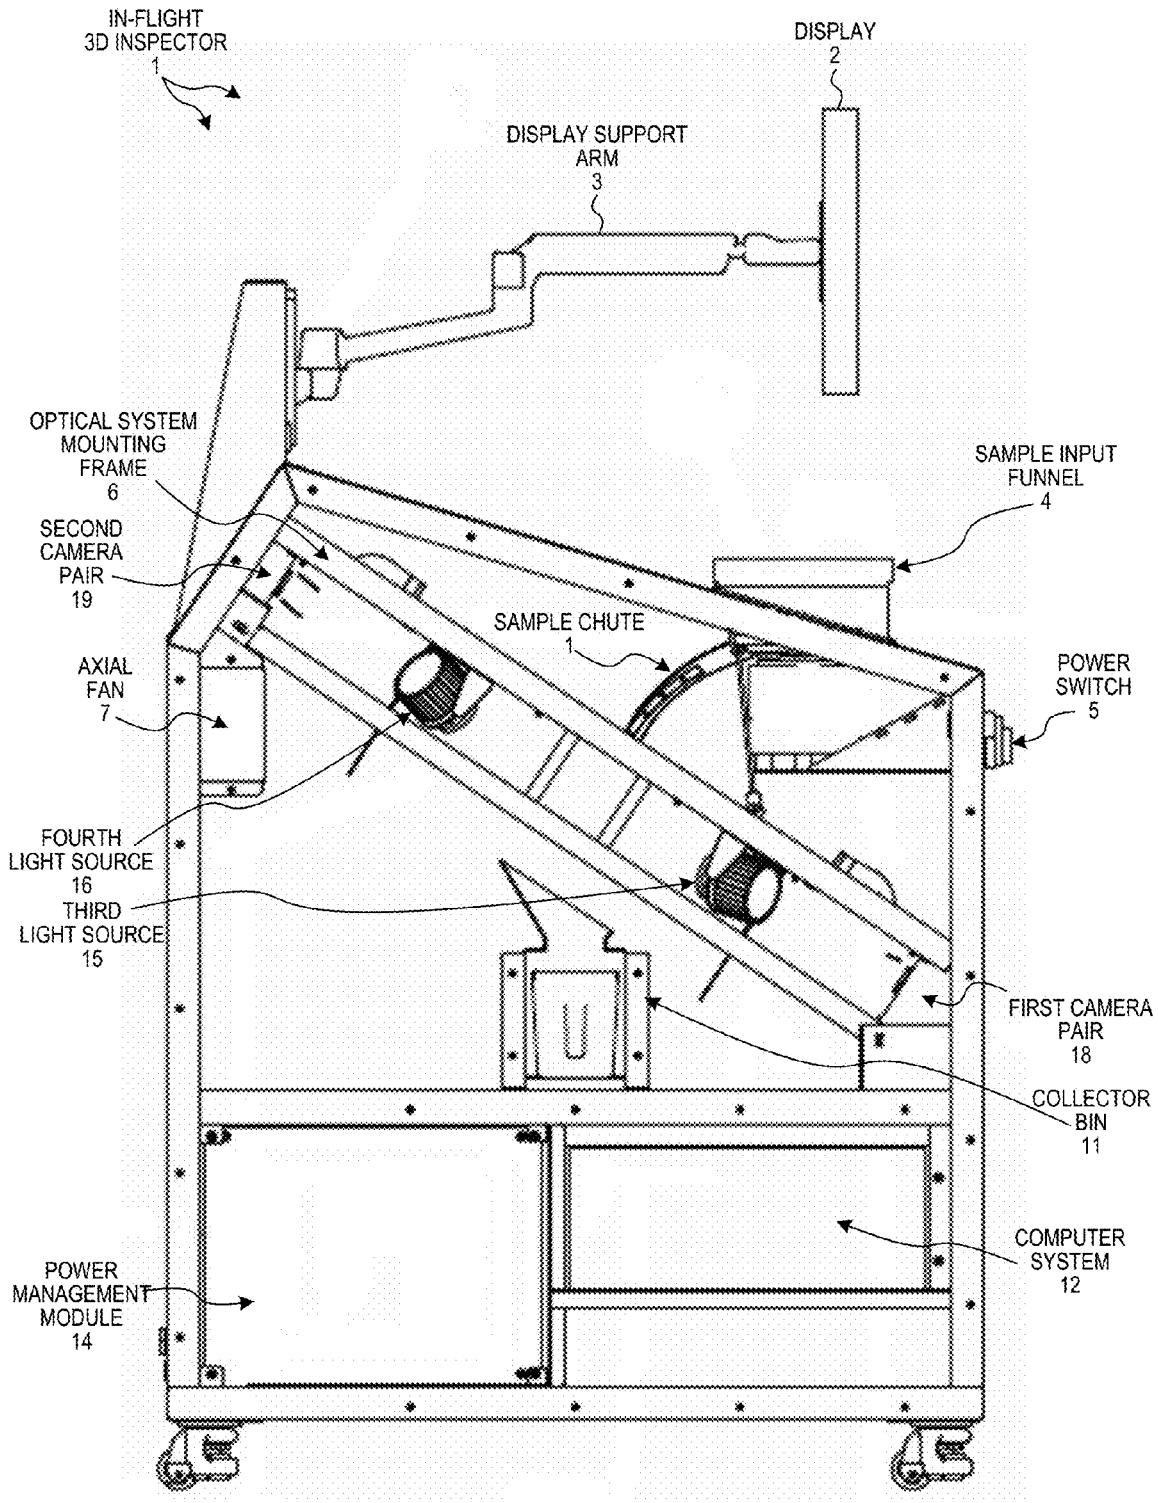 IN-FLIGHT
3D INSPECTOR
1
DISPLAY
2
DISPLAY SUPPORT
ARM
3
OPTICAL SYSTEM
MOUNTING
FRAME
6
SAMPLE INPUT
FUNNEL
4
SECOND
CAMERA
PAIR
19
SAMPLE CHUTE
1
AXIAL
FAN
7
POWER
SWITCH
5
FOURTH
LIGHT SOURCE
16
THIRD
LIGHT SOURCE
15
FIRST CAMERA
PAIR
18
COLLECTOR
BIN
11
COMPUTER
SYSTEM
12
POWER
MANAGEMENT
MODULE
14